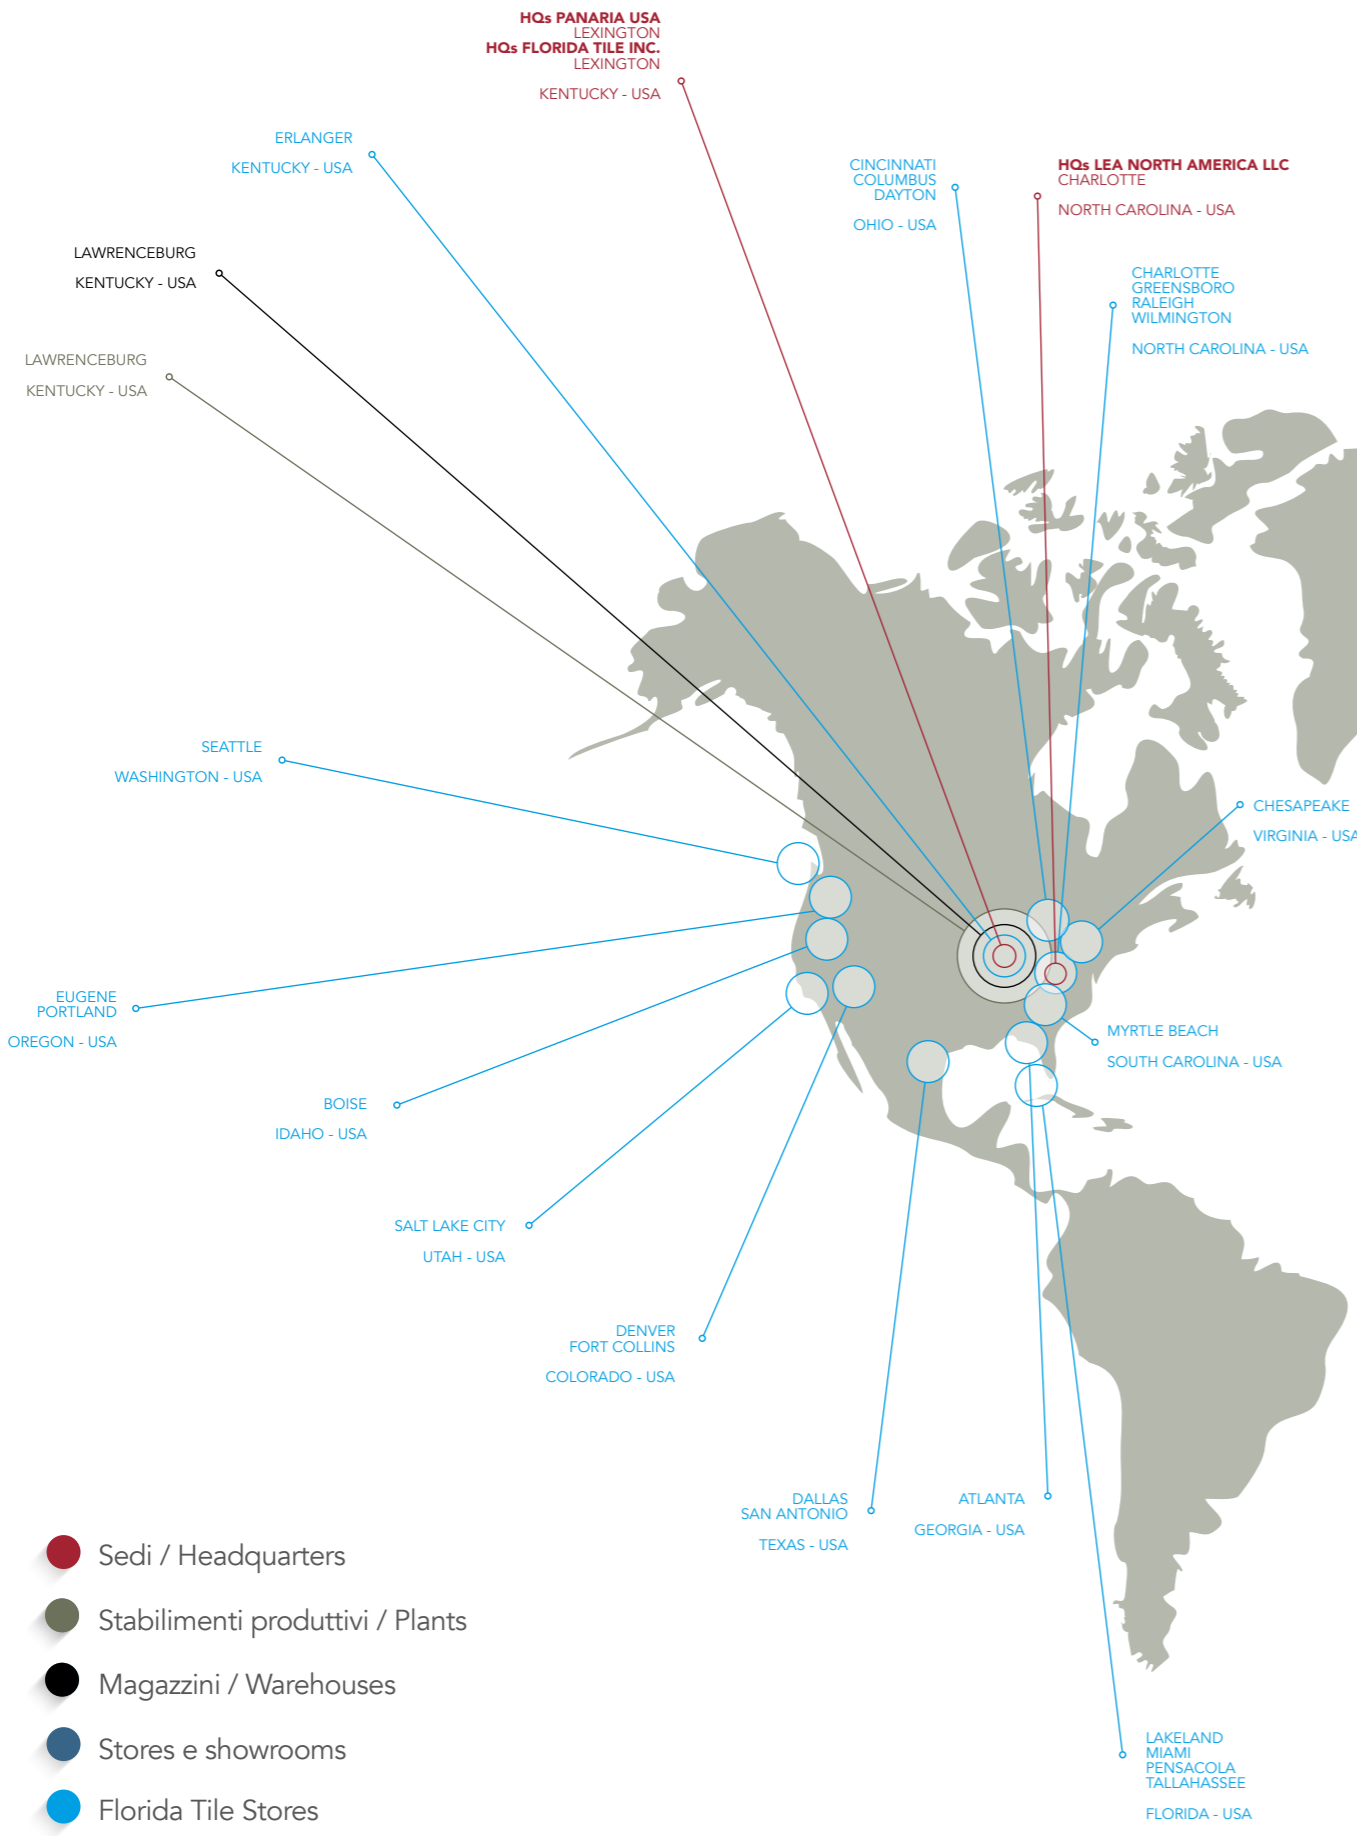 HQs PANARIA USA
LEXINGTON
HQs FLORIDA TILE INC.
LEXINGTON
KENTUCKY - USA
ERLANGER
KENTUCKY - USA
CINCINNATI
COLUMBUS
DAYTON
OHIO - USA
HQs LEA NORTH AMERICA LLC
CHARLOTTE
NORTH CAROLINA - USA
LAWRENCEBURG
KENTUCKY - USA
CHARLOTTE
GREENSBORO
RALEIGH
WILMINGTON
NORTH CAROLINA - USA
LAWRENCEBURG
KENTUCKY - USA
SEATTLE
WASHINGTON - USA
CHESAPEAKE
VIRGINIA - USA
EUGENE
PORTLAND
OREGON - USA
MYRTLE BEACH
SOUTH CAROLINA - USA
BOISE
IDAHO - USA
SALT LAKE CITY
UTAH - USA
DENVER
FORT COLLINS
COLORADO - USA
DALLAS
SAN ANTONIO
TEXAS - USA
ATLANTA
GEORGIA - USA
Sedi / Headquarters
Stabilimenti produttivi / Plants
Magazzini / Warehouses
Stores e showrooms
Florida Tile Stores
LAKELAND
MIAMI
PENSACOLA
TALLAHASSEE
FLORIDA - USA